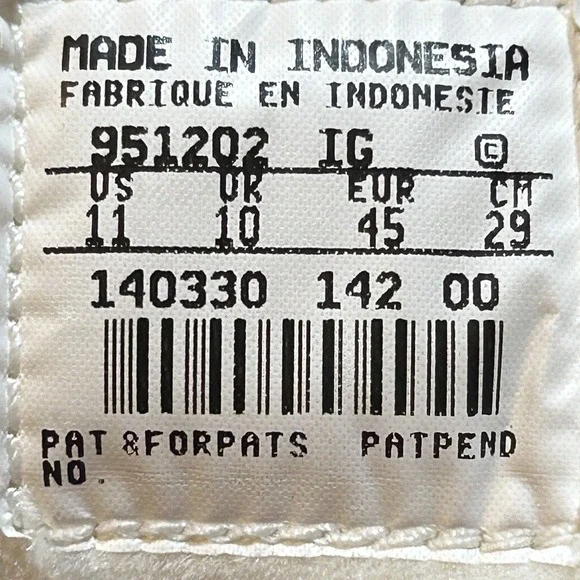 MADE IN INDONESIA
FABRIQUE EN INDONESIE
951202 IG ©
US UK EUR CM
11 10 45 29
140330 142 00
PAT &FORPATS PATPEND
NO.